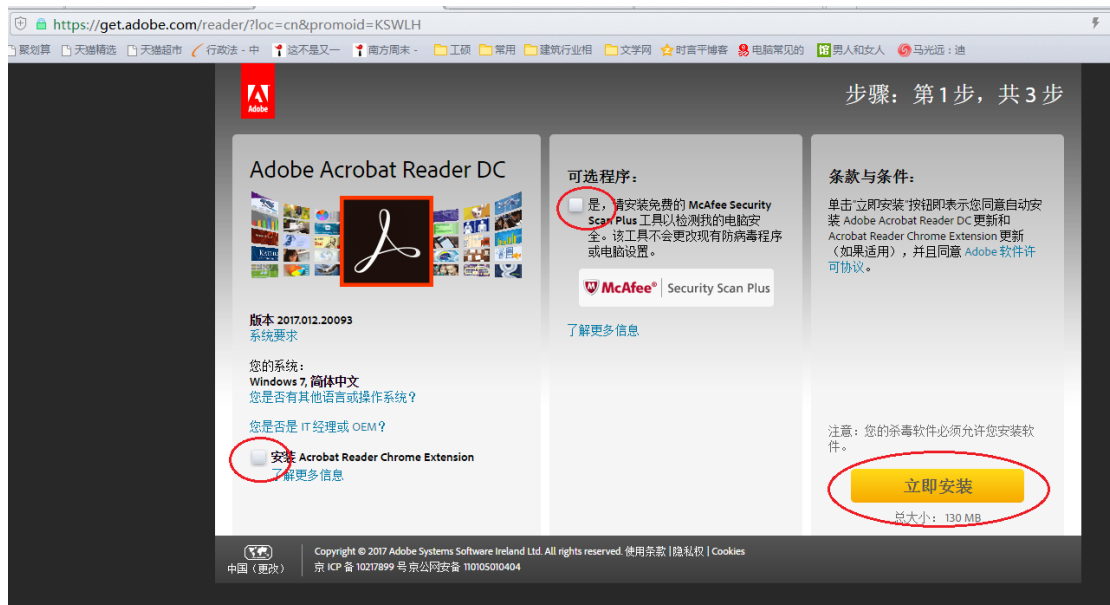 https://get.adobe.com/reader/?loc=cn&promoid=KSWLH
聚划算 天猫精选 天猫超市 行政法 - 中 这不是又一 南方周末 - 工硕 常用 建筑行业相 文学网 时言平博客 电脑常见的 男人和女人 马光远：迪
Adobe
步骤：第 1 步，共 3 步
Adobe Acrobat Reader DC
版本 2017.012.20093
系统要求
您的系统：
Windows 7, 简体中文
您是否有其他语言或操作系统？
您是否是 IT 经理或 OEM？
安装 Acrobat Reader Chrome Extension
了解更多信息
可选程序：
是，请安装免费的 McAfee Security
Scan Plus 工具以检测我的电脑安
全。该工具不会更改现有防病毒程序
或电脑设置。
McAfee® Security Scan Plus
了解更多信息
条款与条件：
单击“立即安装”按钮即表示您同意自动安
装 Adobe Acrobat Reader DC 更新和
Acrobat Reader Chrome Extension 更新
（如果适用），并且同意 Adobe 软件许
可协议。
注意：您的杀毒软件必须允许您安装软
件。
立即安装
总大小： 130 MB
中国（更改）
Copyright © 2017 Adobe Systems Software Ireland Ltd. All rights reserved. 使用条款 | 隐私权 | Cookies
京 ICP 备 10217899 号 京公网安备 110105010404